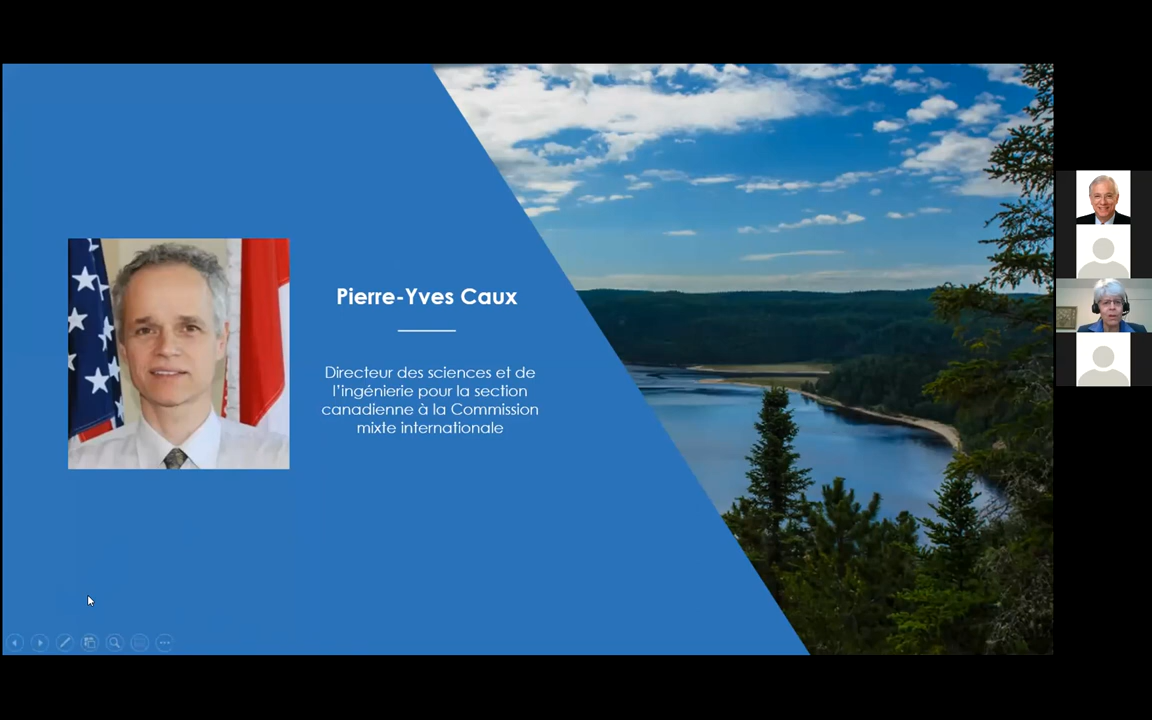 Pierre-Yves Caux
Directeur des sciences et de
l'ingénierie pour la section
canadienne à la Commission
mixte internationale